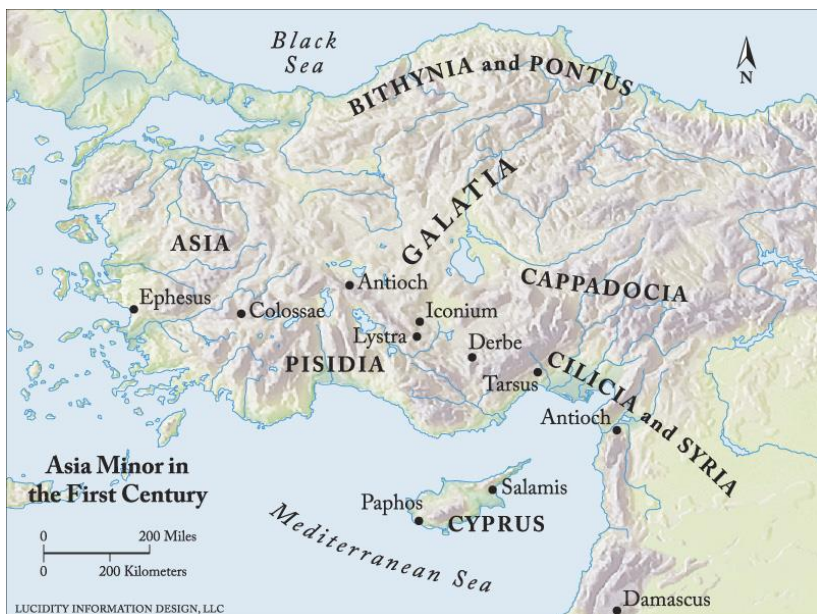 Black
Sea
N
BITHYNIA and PONTUS
GALATIA
ASIA
CAPPADOCIA
Antioch
Ephesus
Colossae
Iconium
Lystra
Derbe
PISIDIA
Tarsus
CILICIA and SYRIA
Antioch
Asia Minor in
the First Century
Salamis
Paphos
CYPRUS
Mediterranean Sea
0 200 Miles
0 200 Kilometers
Damascus
LUCIDITY INFORMATION DESIGN, LLC